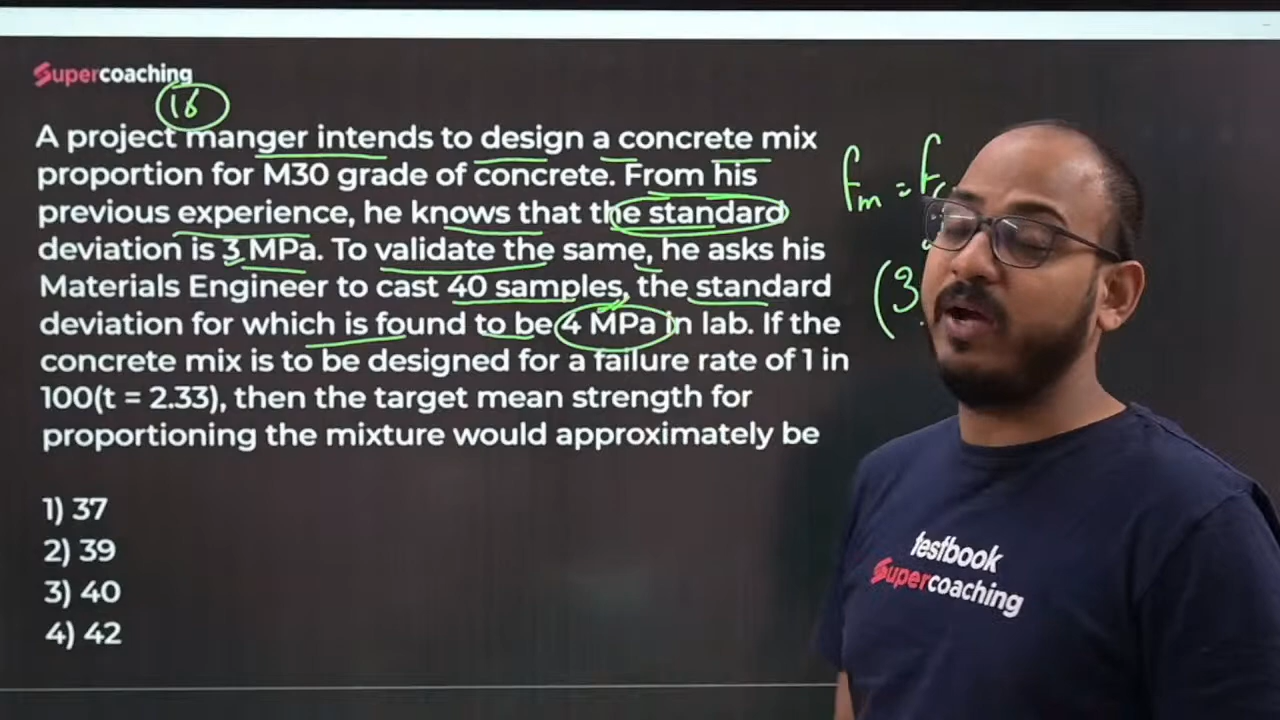 Supercoaching
16
A project manger intends to design a concrete mix
proportion for M30 grade of concrete. From his
previous experience, he knows that the standard
deviation is 3 MPa. To validate the same, he asks his
Materials Engineer to cast 40 samples, the standard
deviation for which is found to be 4 MPa in lab. If the
concrete mix is to be designed for a failure rate of 1 in
100(t = 2.33), then the target mean strength for
proportioning the mixture would approximately be
1) 37
2) 39
3) 40
4) 42
fm = f
(3
testbook
Supercoaching